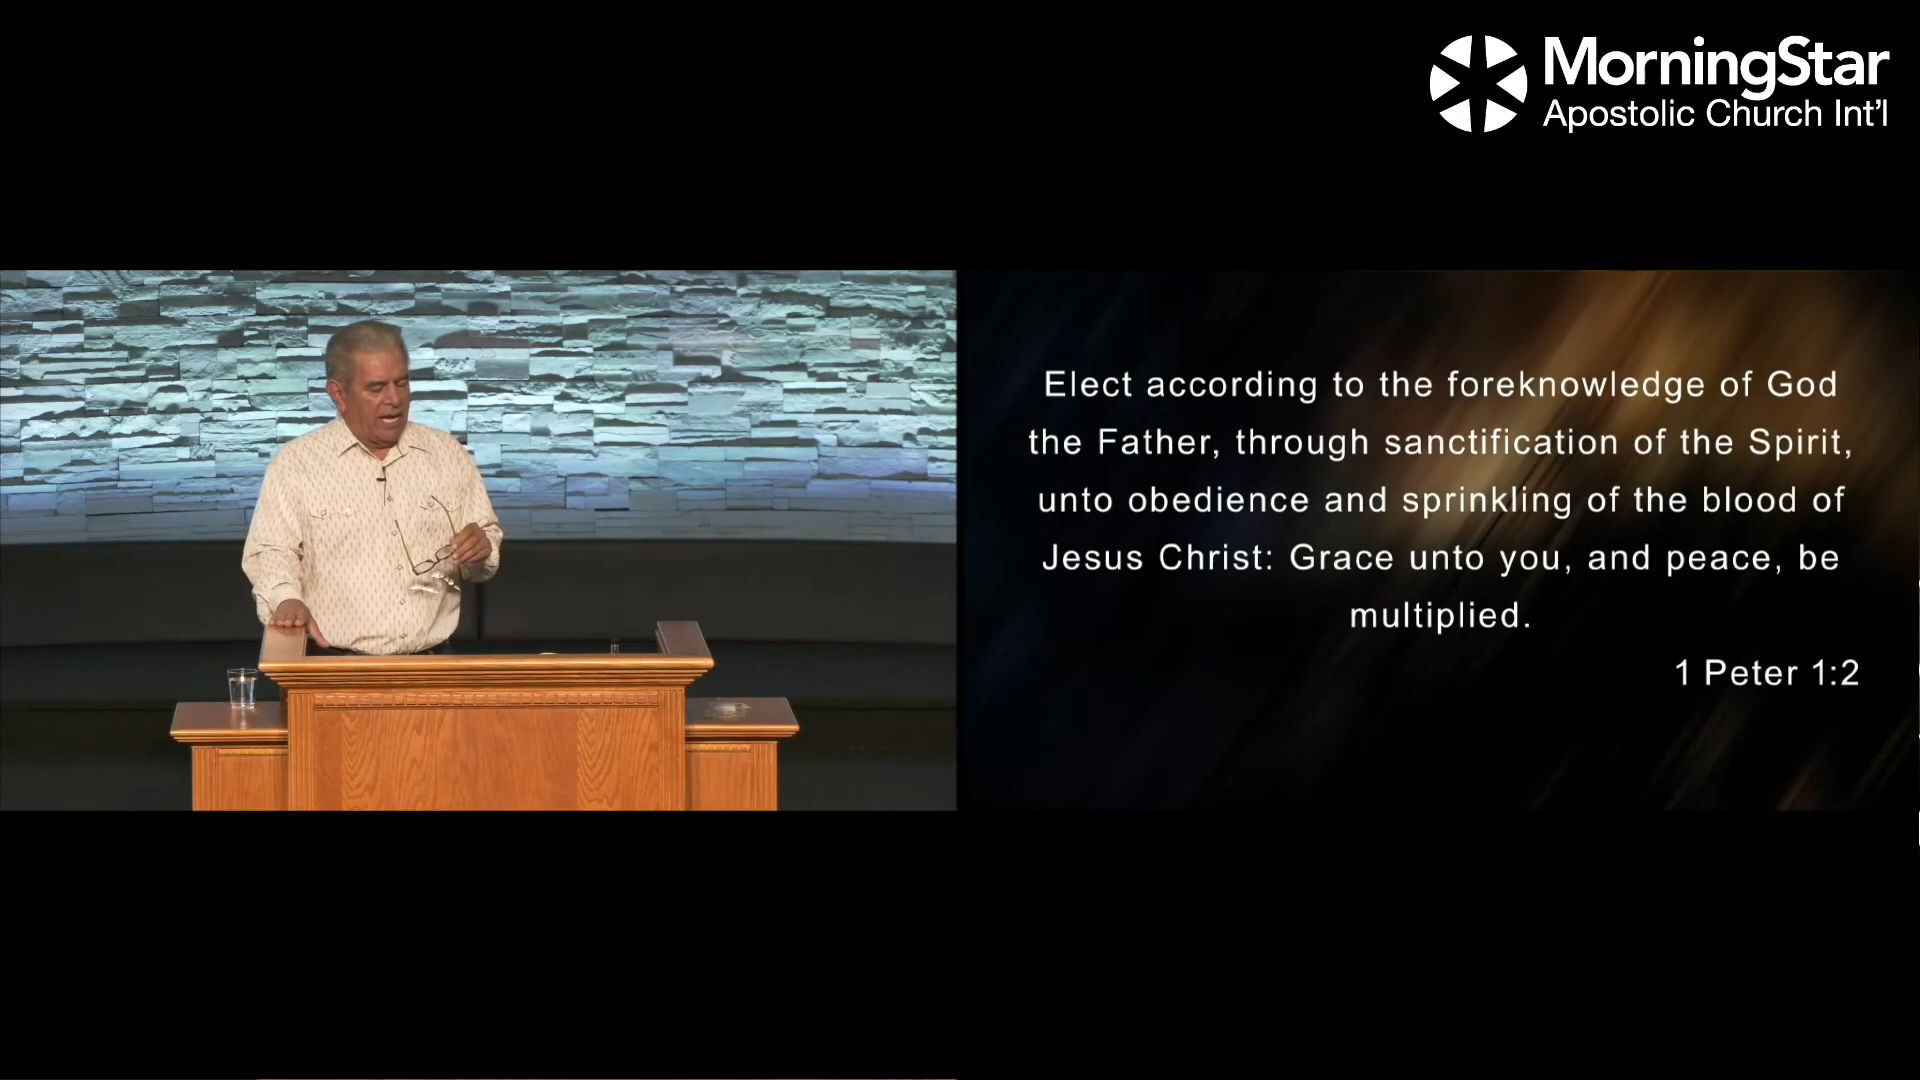 MorningStar
Apostolic Church Int'l
Elect according to the foreknowledge of God
the Father, through sanctification of the Spirit,
unto obedience and sprinkling of the blood of
Jesus Christ: Grace unto you, and peace, be
multiplied.
1 Peter 1:2